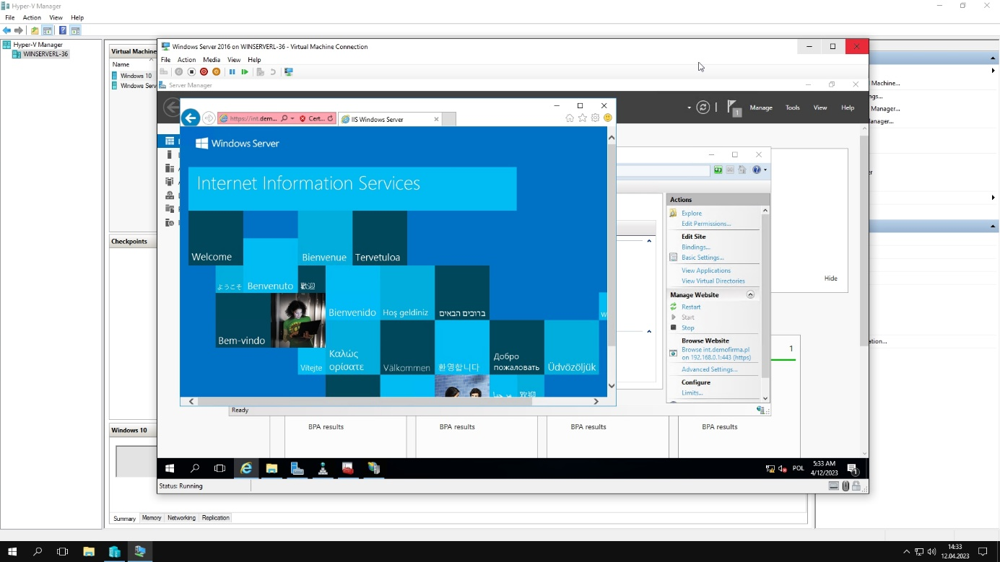 Hyper-V Manager
File Action View Help
Hyper-V Manager
WINSERVERL-36
Virtual Machine
Name
Windows 10
Windows Serv
Checkpoints
Windows 10
Summary Memory Networking Replication
Windows Server 2016 on WINSERVERL-36 - Virtual Machine Connection
File Action Media View Help
Server Manager
1 Manage Tools View Help
https://int.dem... Cert... IIS Windows Server
Windows Server
Internet Information Services
Welcome
Bienvenue
Tervetuloa
ようこそ
Benvenuto
歡迎
Bem-vindo
Bienvenido
Hoş geldiniz
ברוכים הבאים
Vítejte
Καλώς
ορίσατε
Välkommen
환영합니다
Добро
пожаловать
Üdvözöljük
欢迎
W
Actions
Explore
Edit Permissions...
Edit Site
Bindings...
Basic Settings...
View Applications
View Virtual Directories
Manage Website
Restart
Start
Stop
Browse Website
Browse int.demofirma.pl
on 192.168.0.1:443 (https)
Advanced Settings...
Configure
Limits...
Hide
1
Ready
BPA results BPA results BPA results BPA results
POL
5:33 AM
4/12/2023
1
Status: Running
Machine...
ngs...
Manager...
anager...
er
ation...
14:33
12.04.2023